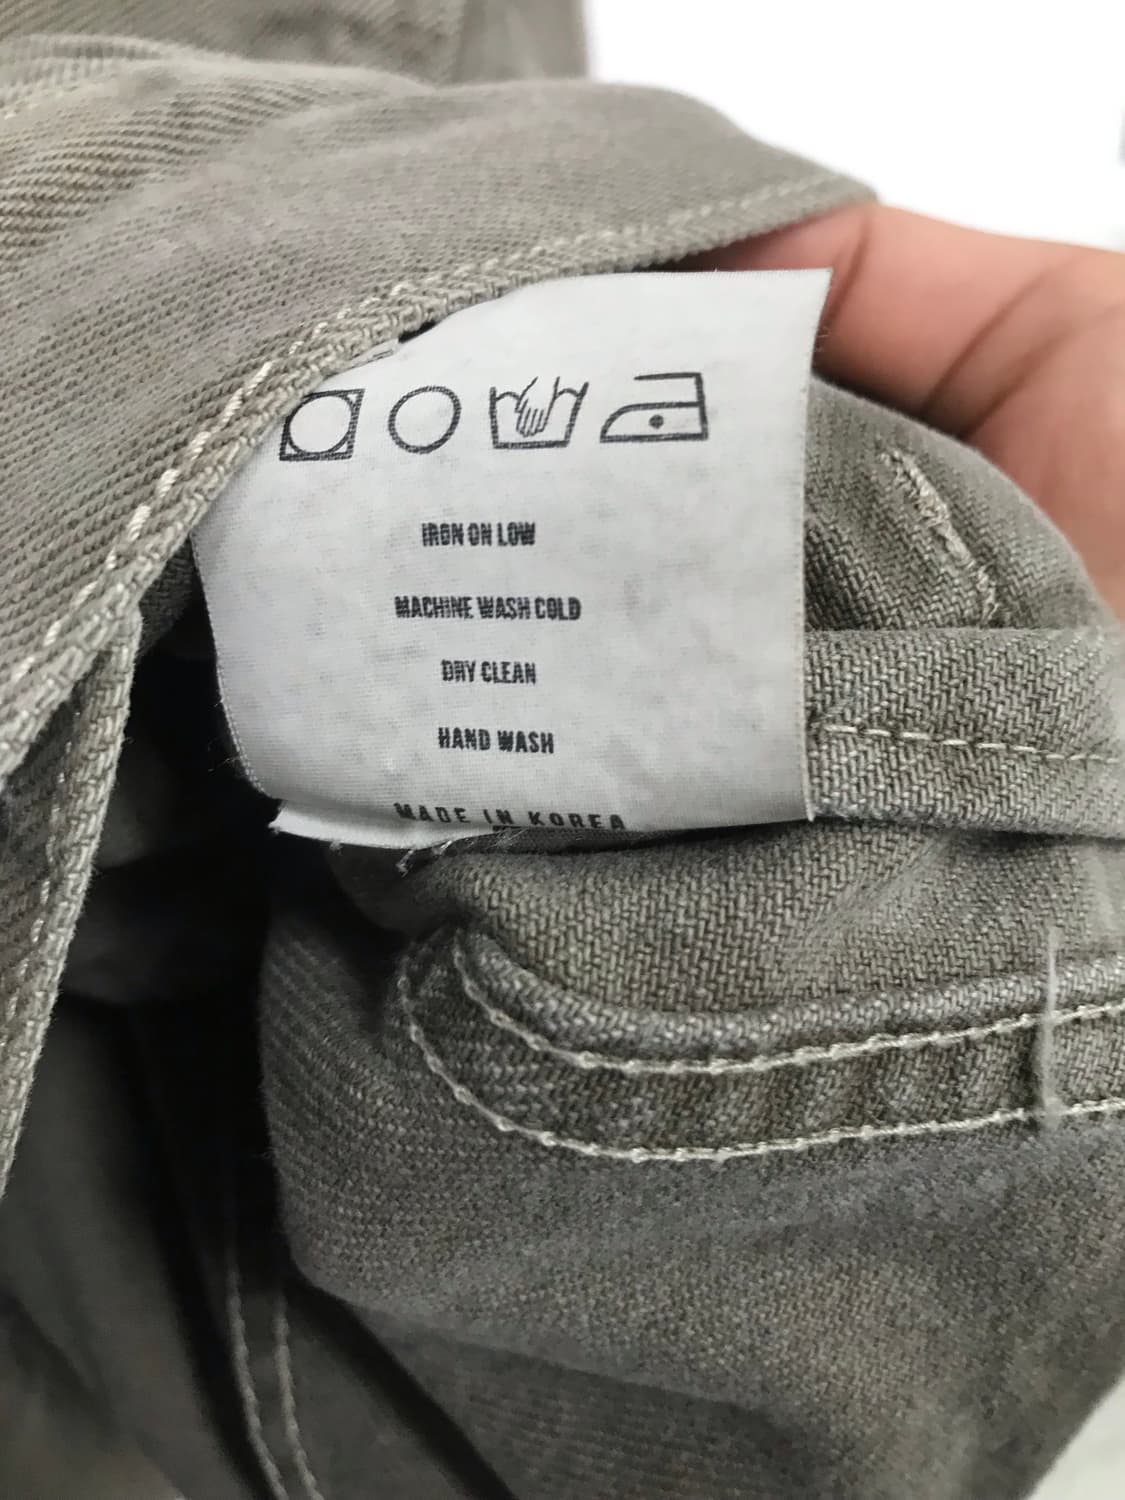 IRON ON LOW
MACHINE WASH COLD
DRY CLEAN
HAND WASH
MADE IN KOREA